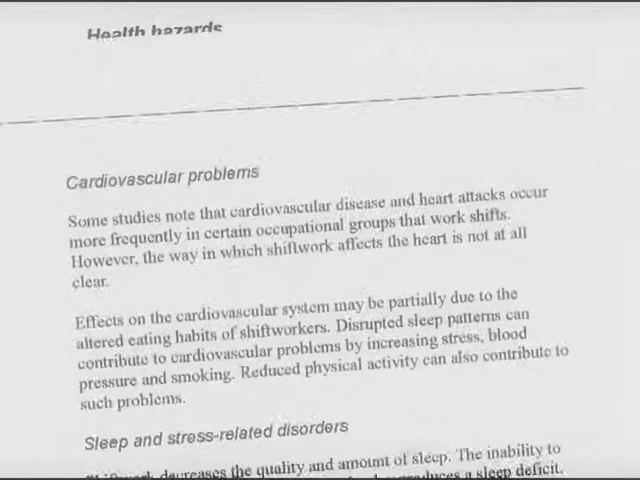 Health hazards
Cardiovascular problems
Some studies note that cardiovascular disease and heart attacks occur
more frequently in certain occupational groups that work shifts.
However, the way in which shiftwork affects the heart is not at all
clear.
Effects on the cardiovascular system may be partially due to the
altered eating habits of shiftworkers. Disrupted sleep patterns can
contribute to cardiovascular problems by increasing stress, blood
pressure and smoking. Reduced physical activity can also contribute to
such problems.
Sleep and stress-related disorders
decreases the quality and amount of sleep. The inability to
a sleep deficit.